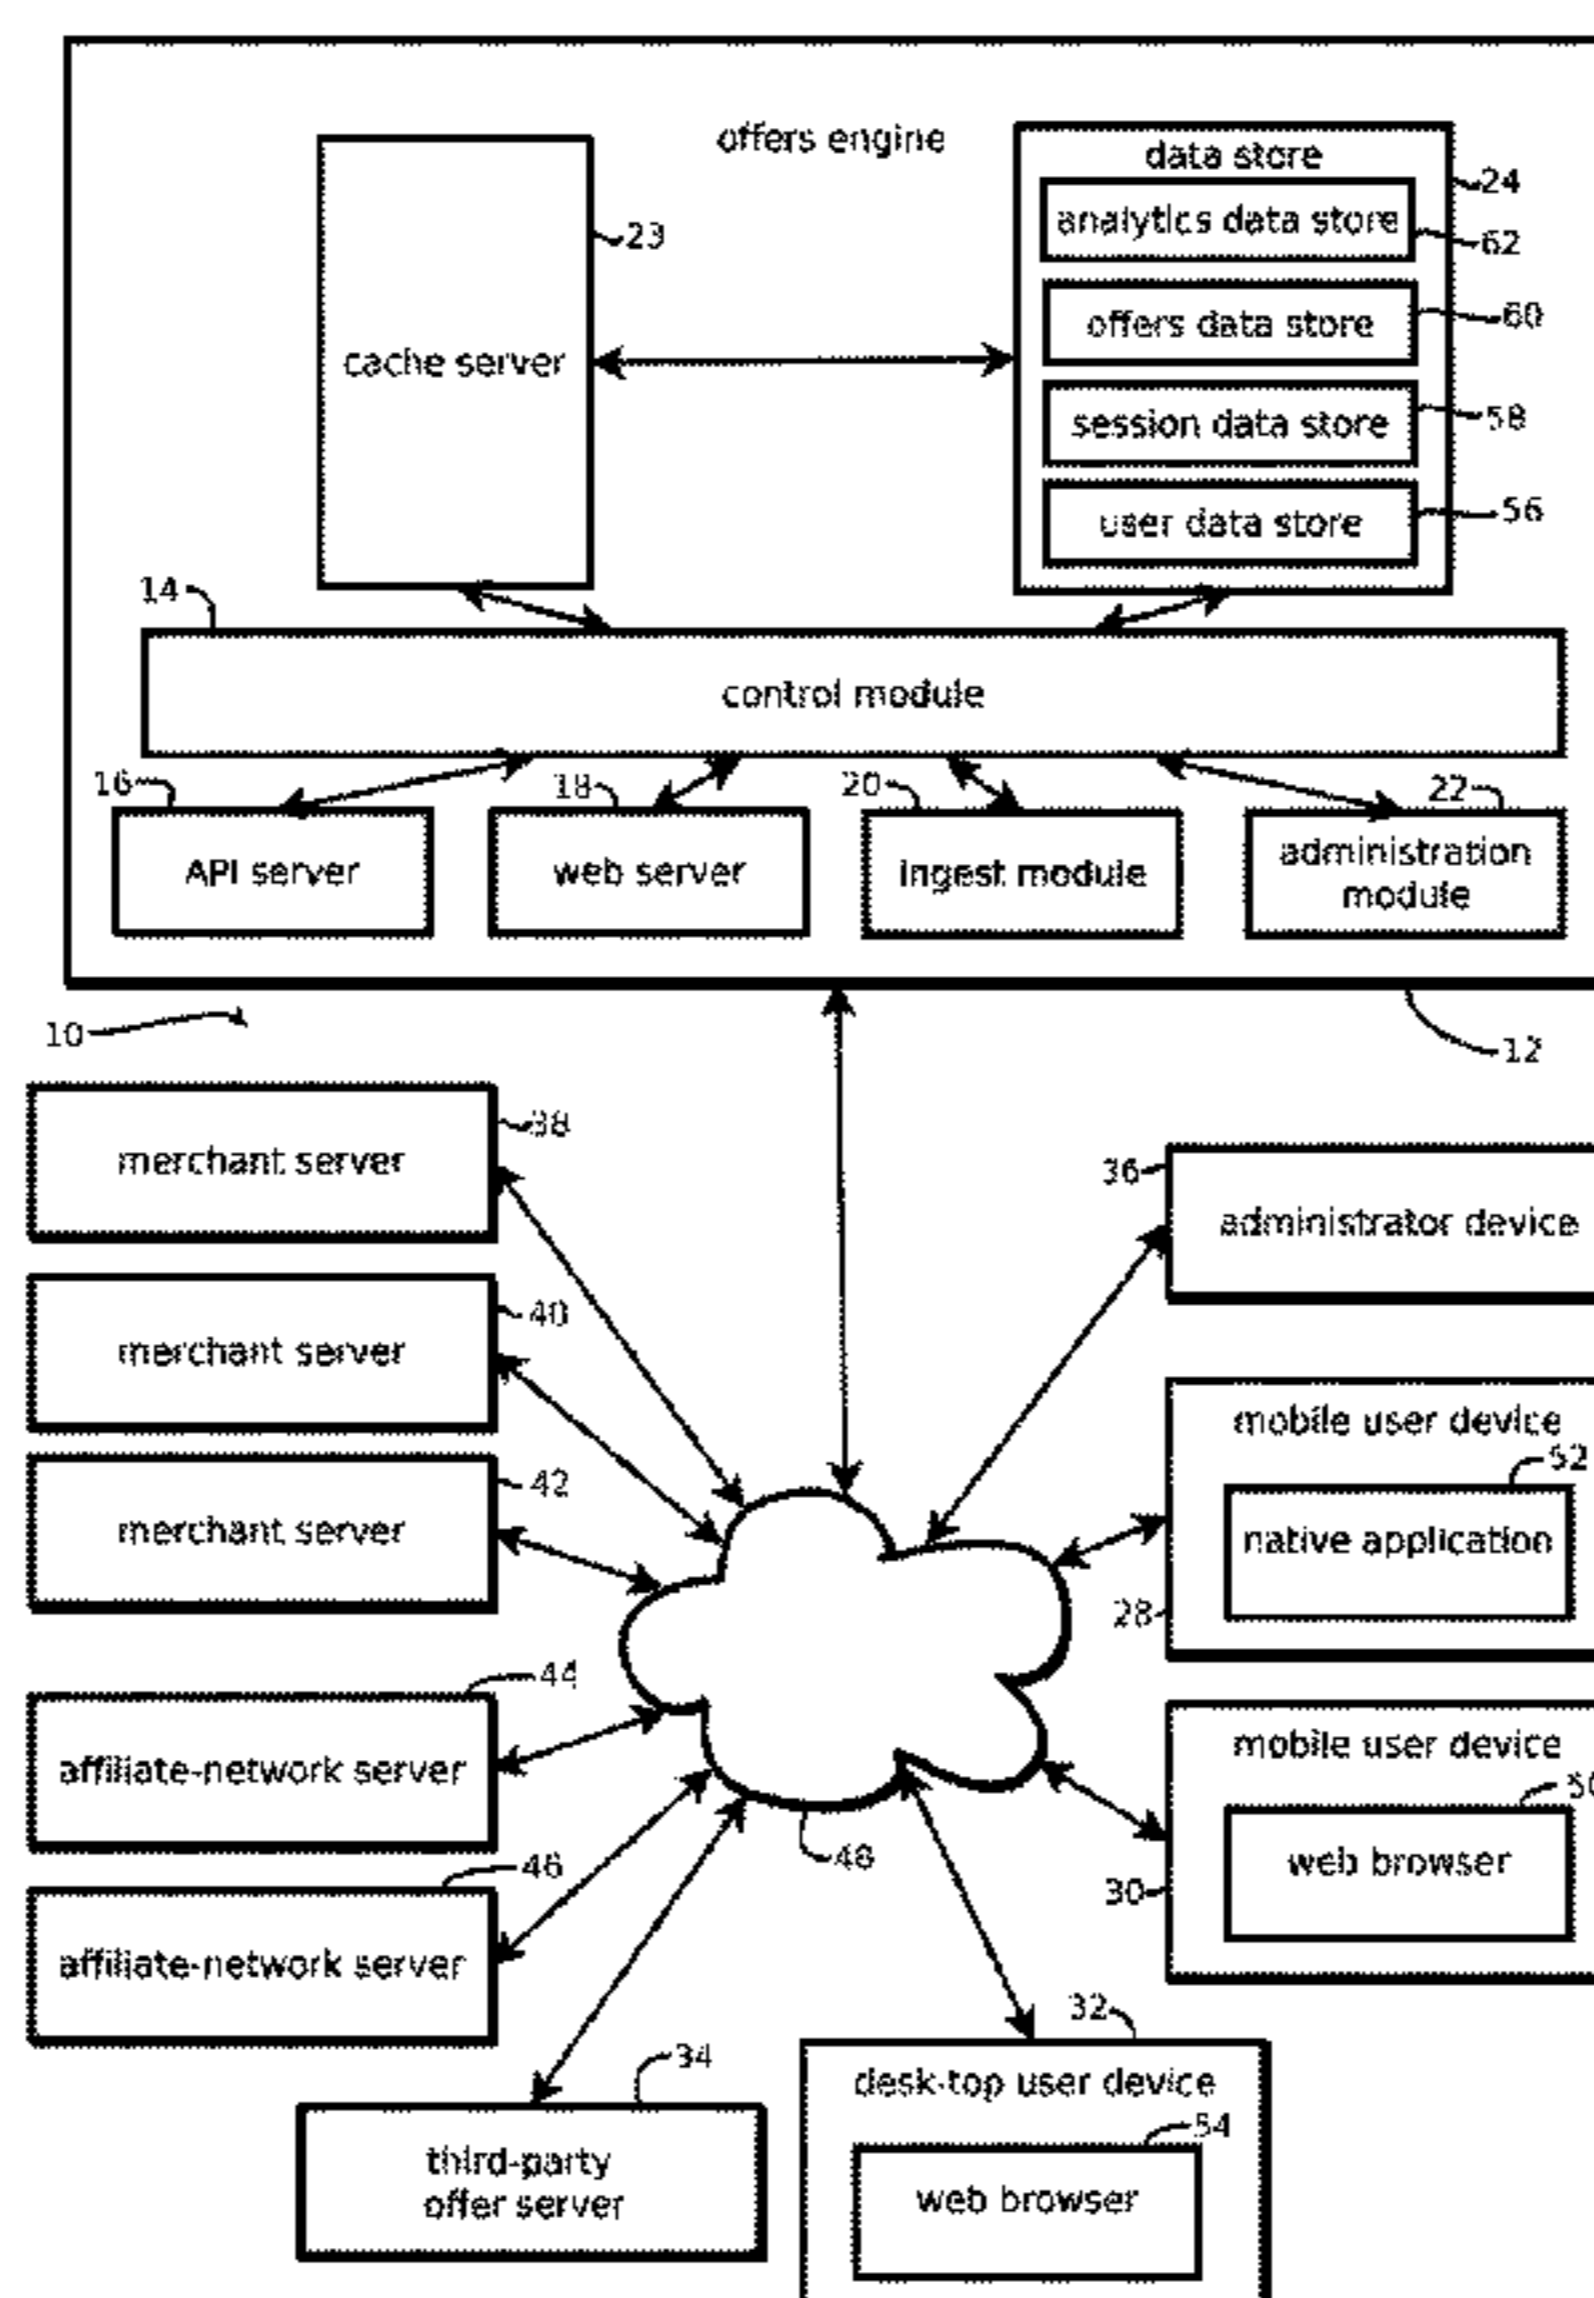 offers engine
data store
24
analytics data store
62
23
offers data store
60
cache server
session data store
58
user data store
56
14
control module
16
18
20
22
API server
web server
ingest module
administration
module
10
12
merchant server
38
36
administrator device
merchant server
40
mobile user device
52
merchant server
42
native application
28
44
affiliate-network server
mobile user device
48
46
web browser
30
affiliate-network server
32
34
desk-top user device
54
third-party
offer server
web browser